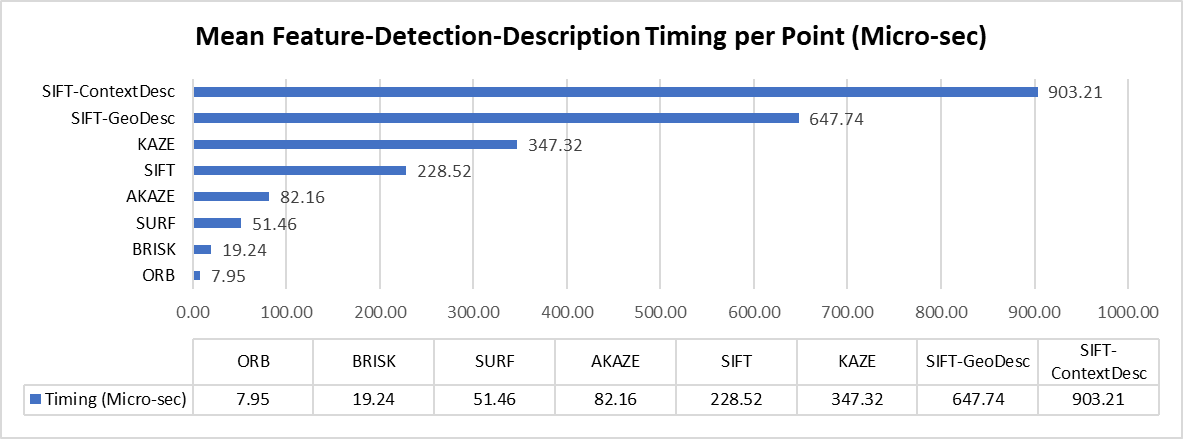 Mean Feature-Detection-Description Timing per Point (Micro-sec)
SIFT-ContextDesc 903.21
SIFT-GeoDesc 647.74
KAZE 347.32
SIFT 228.52
AKAZE 82.16
SURF 51.46
BRISK 19.24
ORB 7.95
0.00 100.00 200.00 300.00 400.00 500.00 600.00 700.00 800.00 900.00 1000.00
ORB BRISK SURF AKAZE SIFT KAZE SIFT-GeoDesc SIFT-
ContextDesc
Timing (Micro-sec) 7.95 19.24 51.46 82.16 228.52 347.32 647.74 903.21